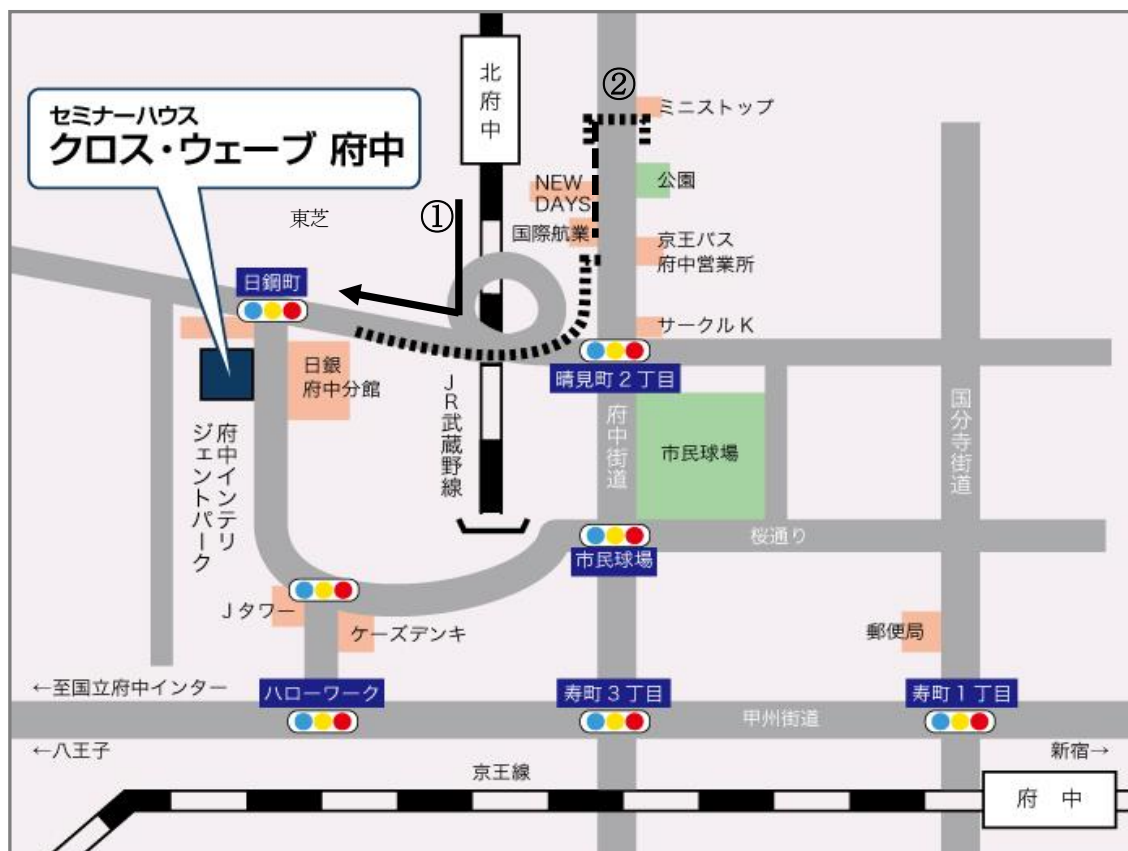 セミナーハウス
クロス・ウェーブ 府中
北府中
②
ミニストップ
公園
NEW
DAYS
国際航業
京王バス
府中営業所
①
東芝
日鋼町
サークルK
晴見町2丁目
日銀
府中分館
JR武蔵野線
府中街道
市民球場
国分寺街道
府中インテリ
ジェントパーク
桜通り
市民球場
Jタワー
ケーズデンキ
郵便局
←至国立府中インター
ハローワーク
寿町3丁目
寿町1丁目
甲州街道
←八王子
新宿→
京王線
府中